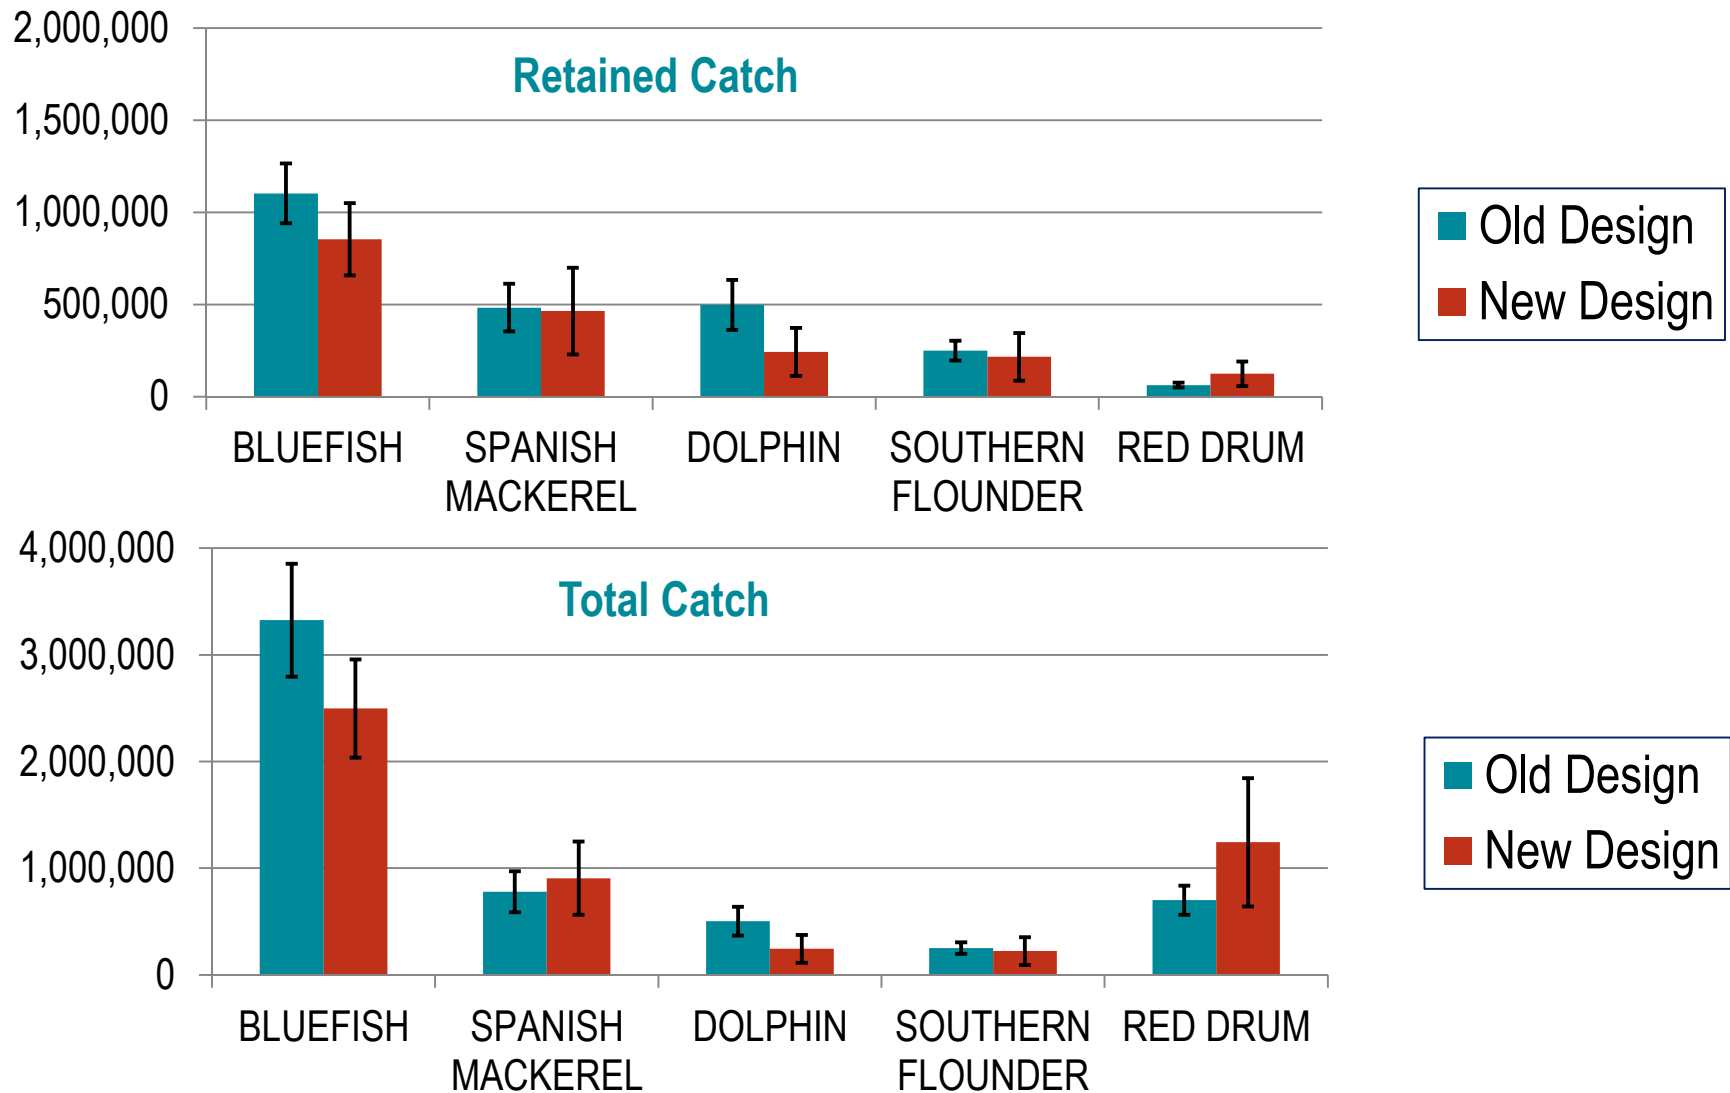 2,000,000
Retained Catch
1,500,000
1,000,000
500,000
0
BLUEFISH
SPANISH
MACKEREL
DOLPHIN
SOUTHERN
FLOUNDER
RED DRUM
Old Design
New Design
4,000,000
Total Catch
3,000,000
2,000,000
1,000,000
0
BLUEFISH
SPANISH
MACKEREL
DOLPHIN
SOUTHERN
FLOUNDER
RED DRUM
Old Design
New Design